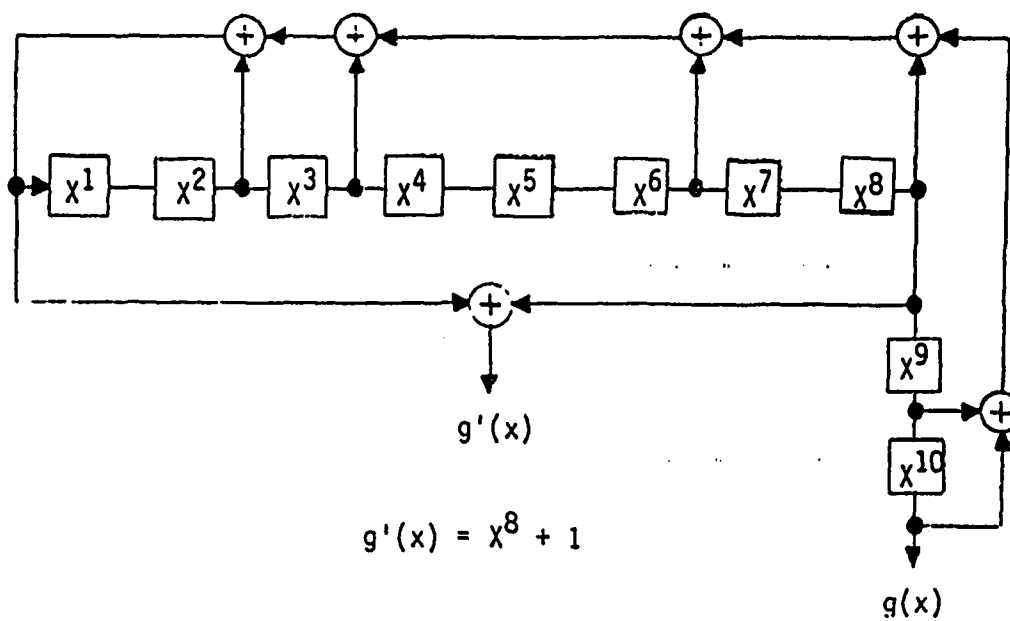 + + + +
X¹ X² X³ X⁴ X⁵ X⁶ X⁷ X⁸
+
X⁹
+
g'(x)
X¹⁰
g'(x) = X⁸ + 1
g(x)